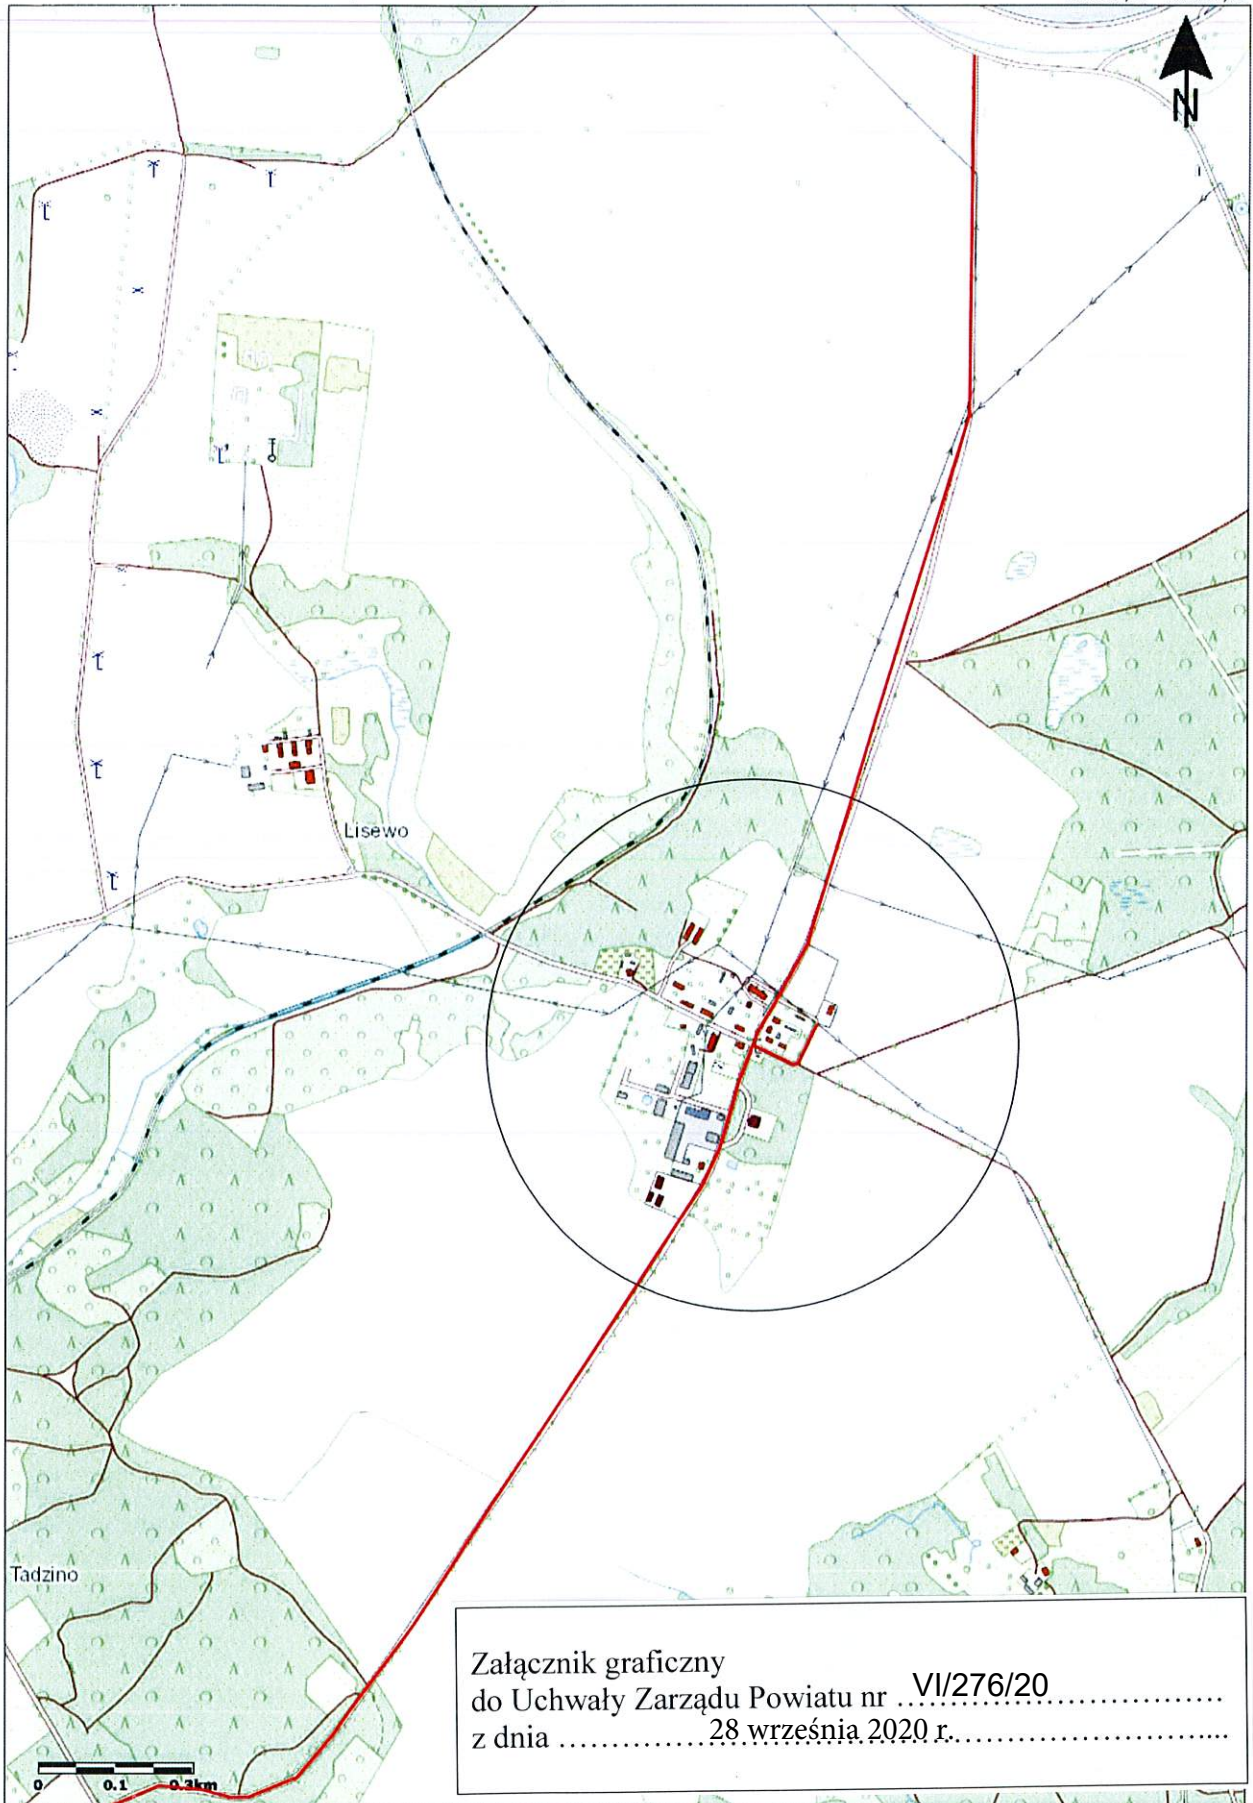 N
Lisewo
Tadzino
Załącznik graficzny
do Uchwały Zarządu Powiatu nr VI/276/20
z dnia 28 września 2020 r.
0 0.1 0.3km